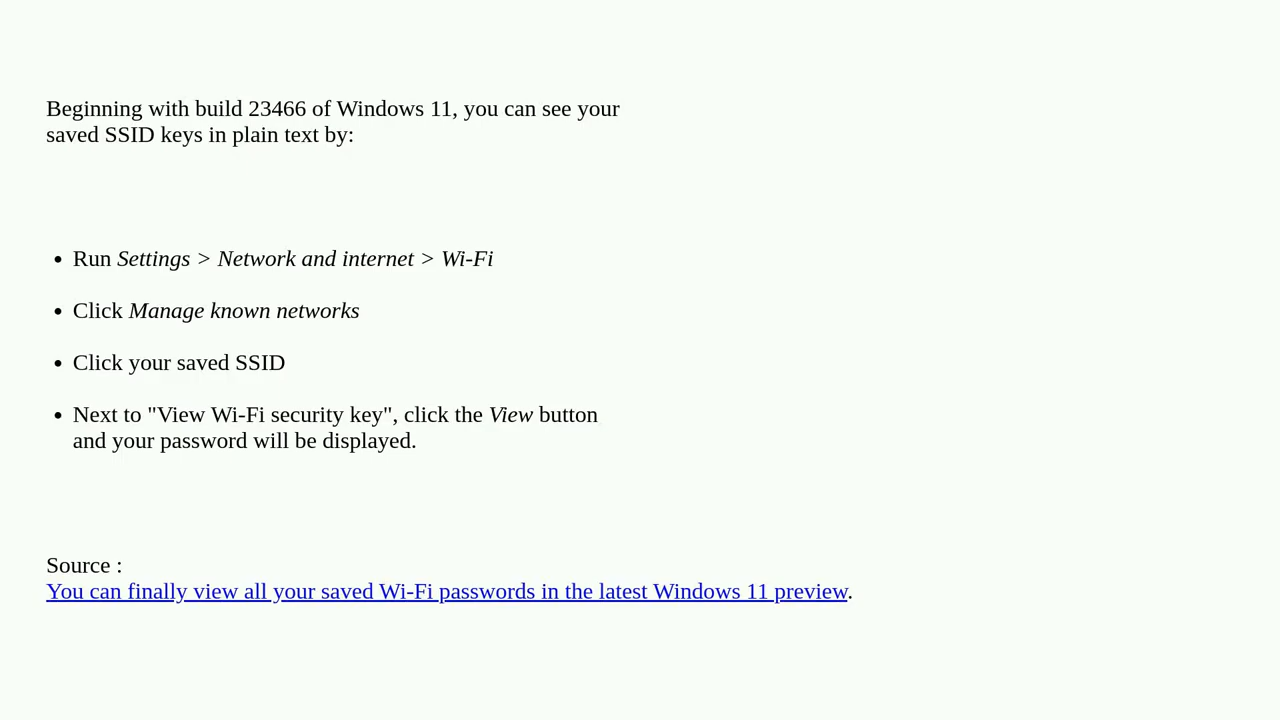 Beginning with build 23466 of Windows 11, you can see your
saved SSID keys in plain text by:
• Run Settings > Network and internet > Wi-Fi
• Click Manage known networks
• Click your saved SSID
• Next to "View Wi-Fi security key", click the View button
and your password will be displayed.
Source :
You can finally view all your saved Wi-Fi passwords in the latest Windows 11 preview.